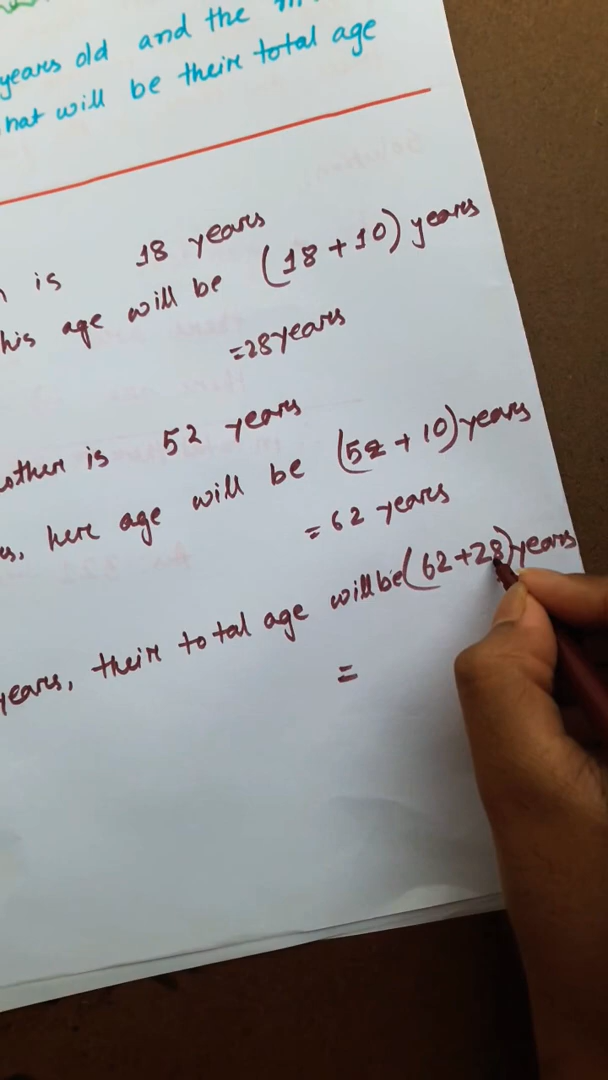 years old and the
hat will be their total age
is 18 years
his age will be (18+10) years
=28 years
other is 52 years
s, here age will be (52 + 10) years
= 62 years
years, their total age will be (62+28) years
=